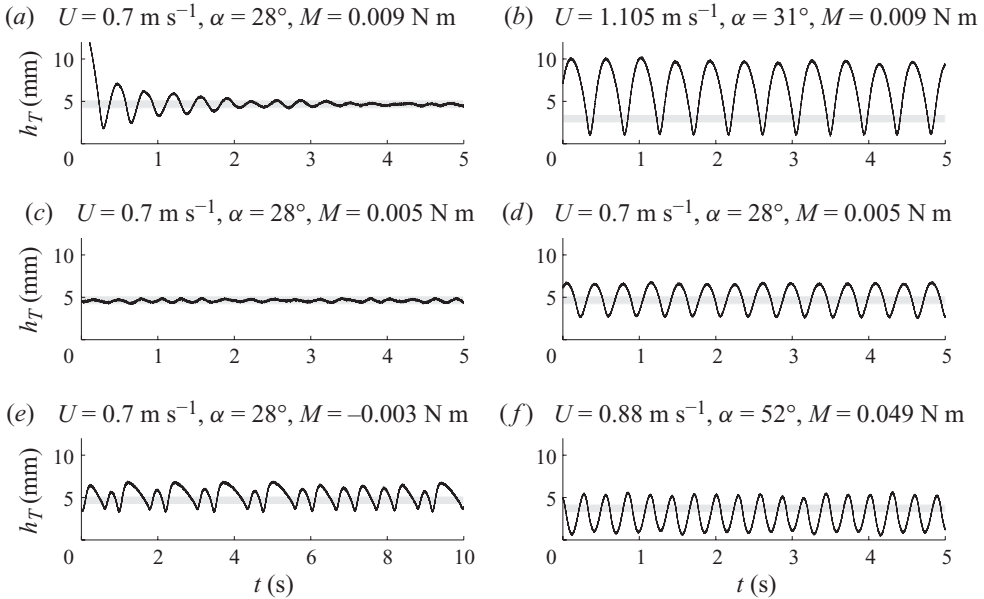 (a) U = 0.7 m s⁻¹, α = 28°, M = 0.009 N m
(b) U = 1.105 m s⁻¹, α = 31°, M = 0.009 N m
10
5
0
h_T (mm)
1 2 3 4 5
10
5
0
1 2 3 4 5
(c) U = 0.7 m s⁻¹, α = 28°, M = 0.005 N m
(d) U = 0.7 m s⁻¹, α = 28°, M = 0.005 N m
10
5
0
h_T (mm)
1 2 3 4 5
10
5
0
1 2 3 4 5
(e) U = 0.7 m s⁻¹, α = 28°, M = –0.003 N m
(f) U = 0.88 m s⁻¹, α = 52°, M = 0.049 N m
10
5
0
h_T (mm)
2 4 6 8 10
t (s)
10
5
0
1 2 3 4 5
t (s)